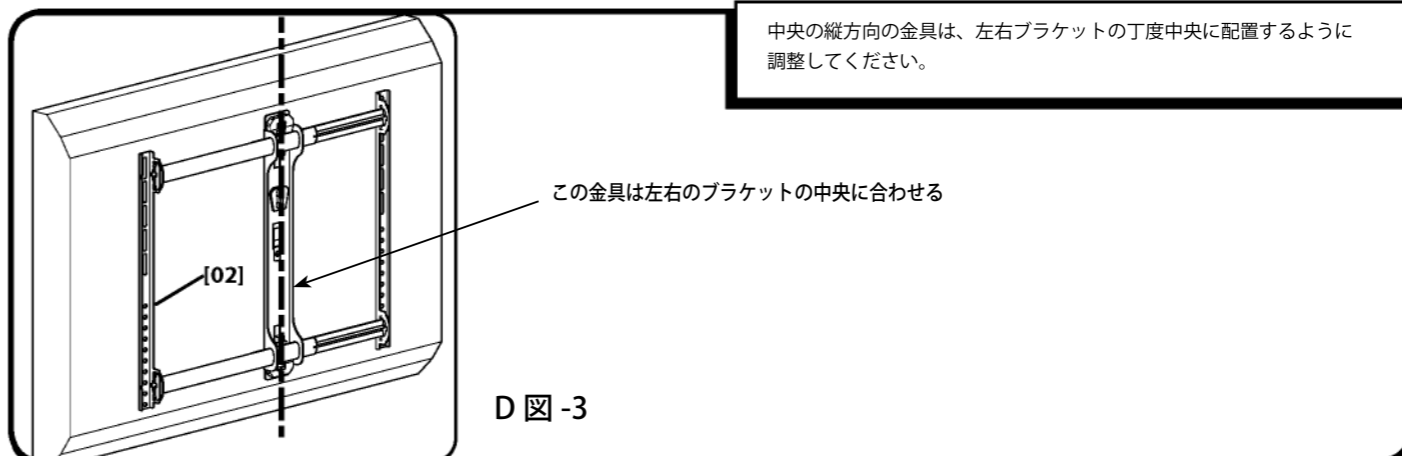 中央の縦方向の金具は、左右ブラケットの丁度中央に配置するように
調整してください。
この金具は左右のブラケットの中央に合わせる
[02]
D 図 -3